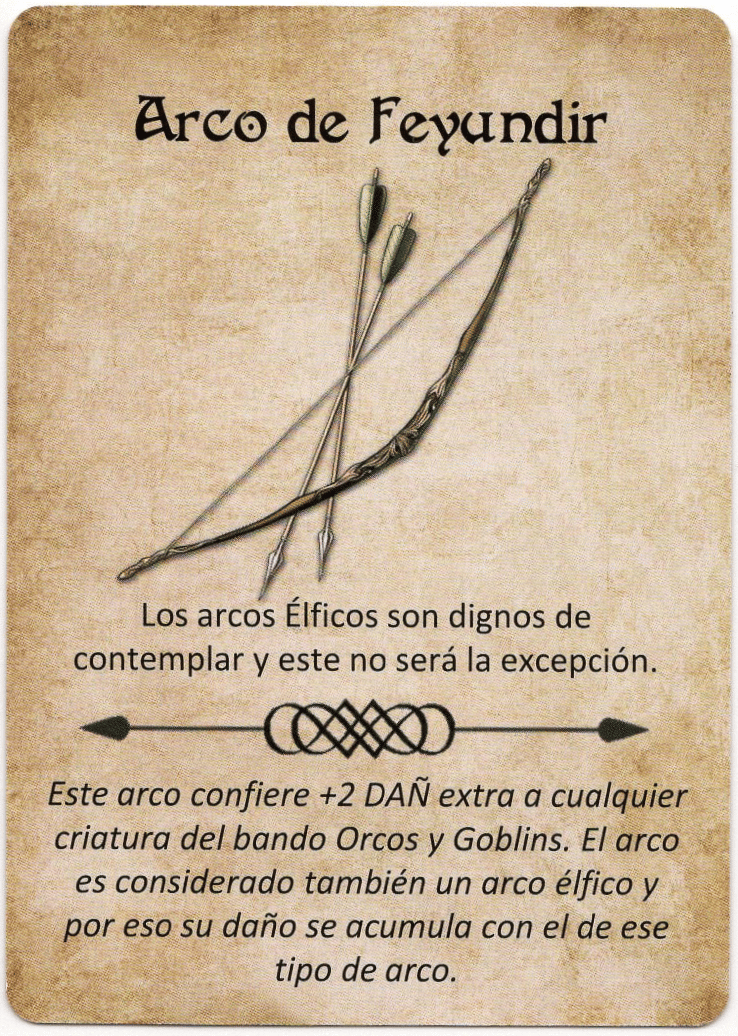 Arco de Feyundir
Los arcos Élficos son dignos de
contemplar y este no será la excepción.
Este arco confiere +2 DAÑ extra a cualquier
criatura del bando Orcos y Goblins. El arco
es considerado también un arco élfico y
por eso su daño se acumula con el de ese
tipo de arco.